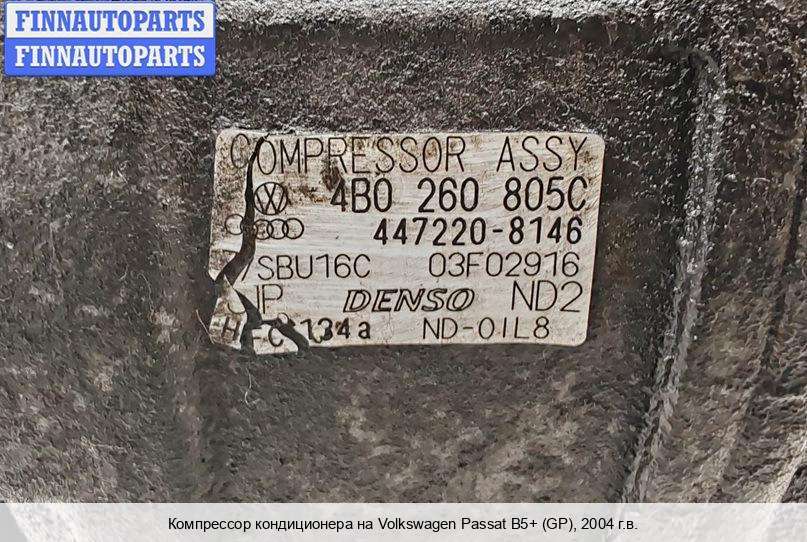 FINNAUTOPARTS
FINNAUTOPARTS
COMPRESSOR ASSY
4B0 260 805C
447220-8146
7SBU16C 03F02916
DENSO ND2
134a ND-OIL8
Компрессор кондиционера на Volkswagen Passat B5+ (GP), 2004 г.в.